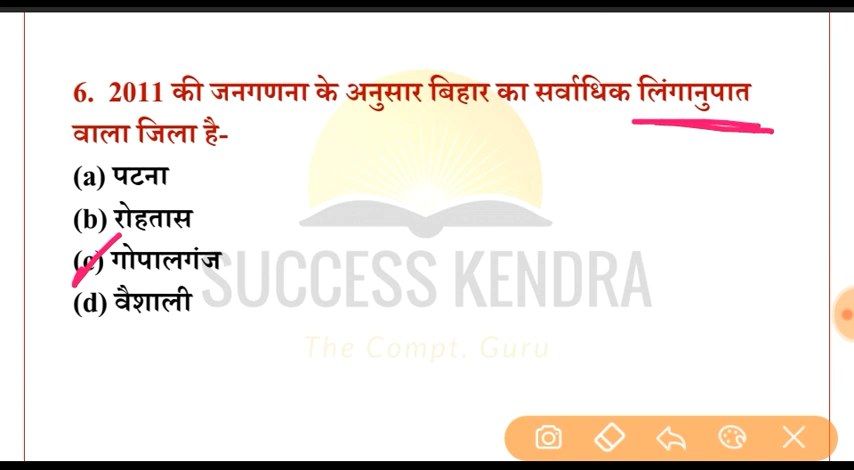 6. 2011 की जनगणना के अनुसार बिहार का सर्वाधिक लिंगानुपात
वाला जिला है-
(a) पटना
(b) रोहतास
(c) गोपालगंज
(d) वैशाली
SUCCESS KENDRA
The Compt. Guru